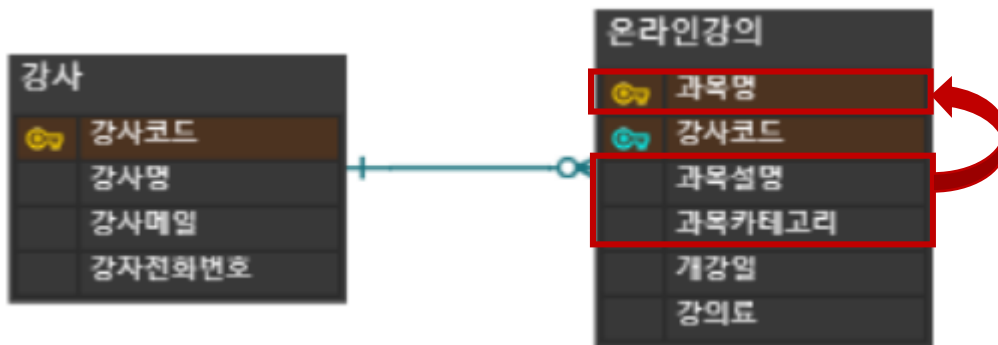 강사
강사코드
강사명
강사메일
강자전화번호
온라인강의
과목명
강사코드
과목설명
과목카테고리
개강일
강의료